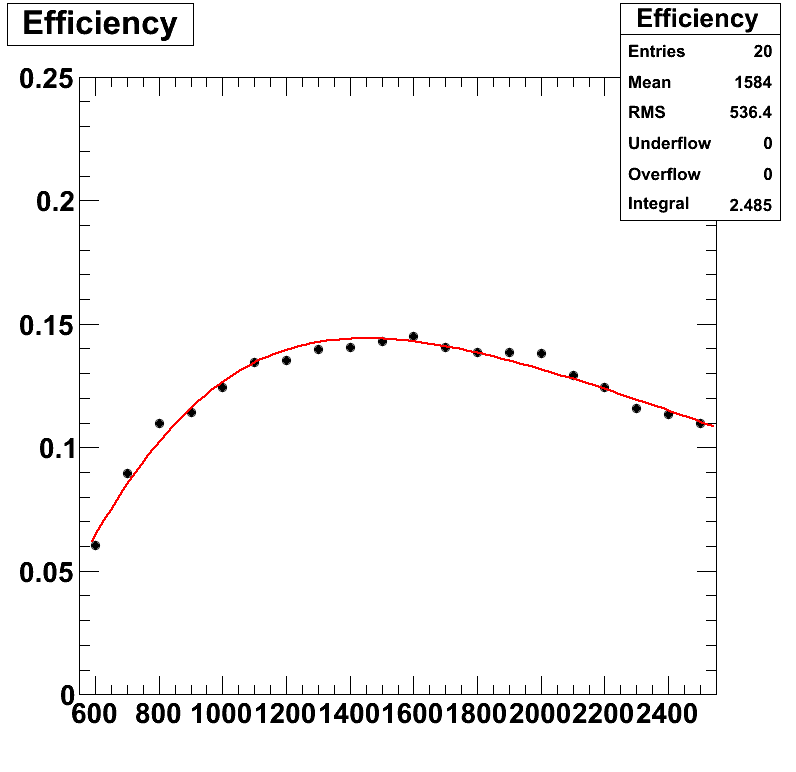 Efficiency
Efficiency
Entries 20
Mean 1584
RMS 536.4
Underflow 0
Overflow 0
Integral 2.485
0.25
0.2
0.15
0.1
0.05
0
600 800 1000 1200 1400 1600 1800 2000 2200 2400